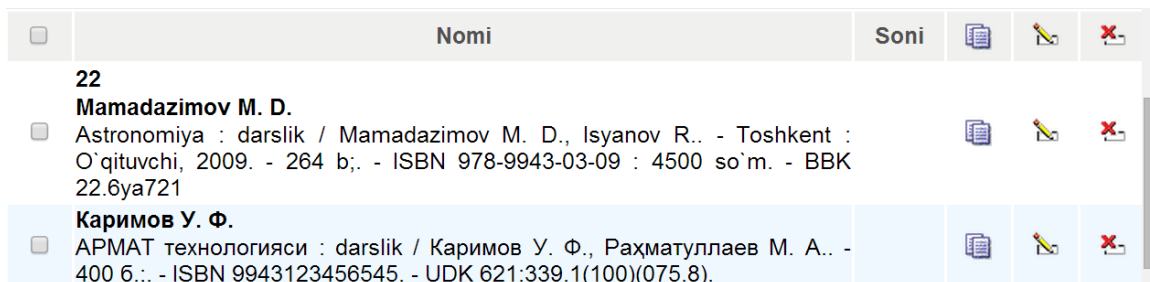 Nomi Soni
22
Mamadazimov M. D.
Astronomiya : darslik / Mamadazimov M. D., Isyanov R.. - Toshkent :
O`qituvchi, 2009. - 264 b;. - ISBN 978-9943-03-09 : 4500 so`m. - BBK
22.6ya721
Каримов У. Ф.
АРМАТ технологияси : darslik / Каримов У. Ф., Раҳматуллаев М. А.. -
400 б.:. - ISBN 9943123456545. - UDK 621:339.1(100)(075.8).